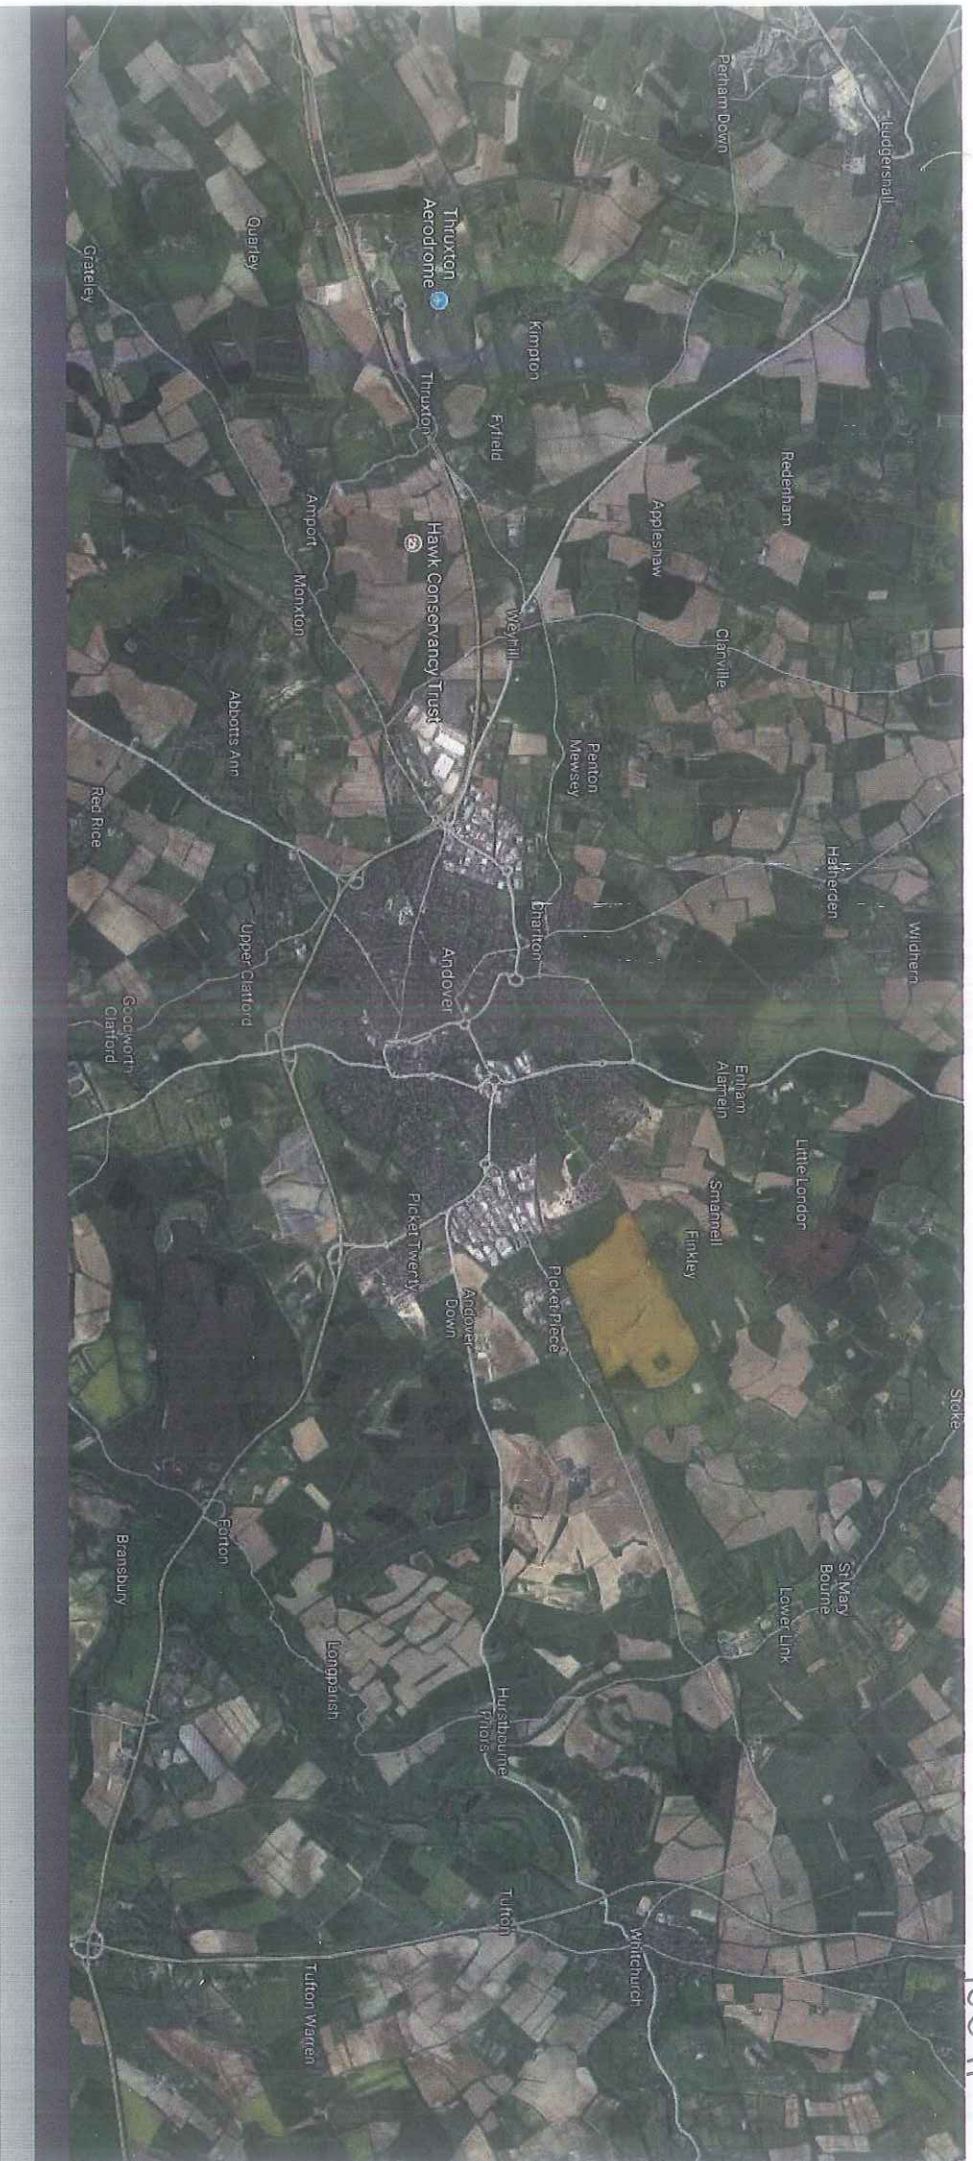 Ludgershall
Perham Down
Thruxton
Aerodrome
Quarley
Grateley
Kimpton
Thruxton
Fyfield
Redenham
Appleshaw
Amport
Hawk Conservancy Trust
Monxton
Weyhill
Clanville
Abbotts Ann
Red Rice
Penton
Mewsey
Hatherden
Wildhern
Charlton
Andover
Upper Clatford
Goodworth
Clatford
Enham
Alamein
Little London
Smannell
Finkley
Picket Twenty
Picket Piece
Andover
Down
Stoke
St Mary
Bourne
Lower Link
Forton
Bransbury
Longparish
Hurstbourne
Priors
Tufton
Whitchurch
Tufton Warren